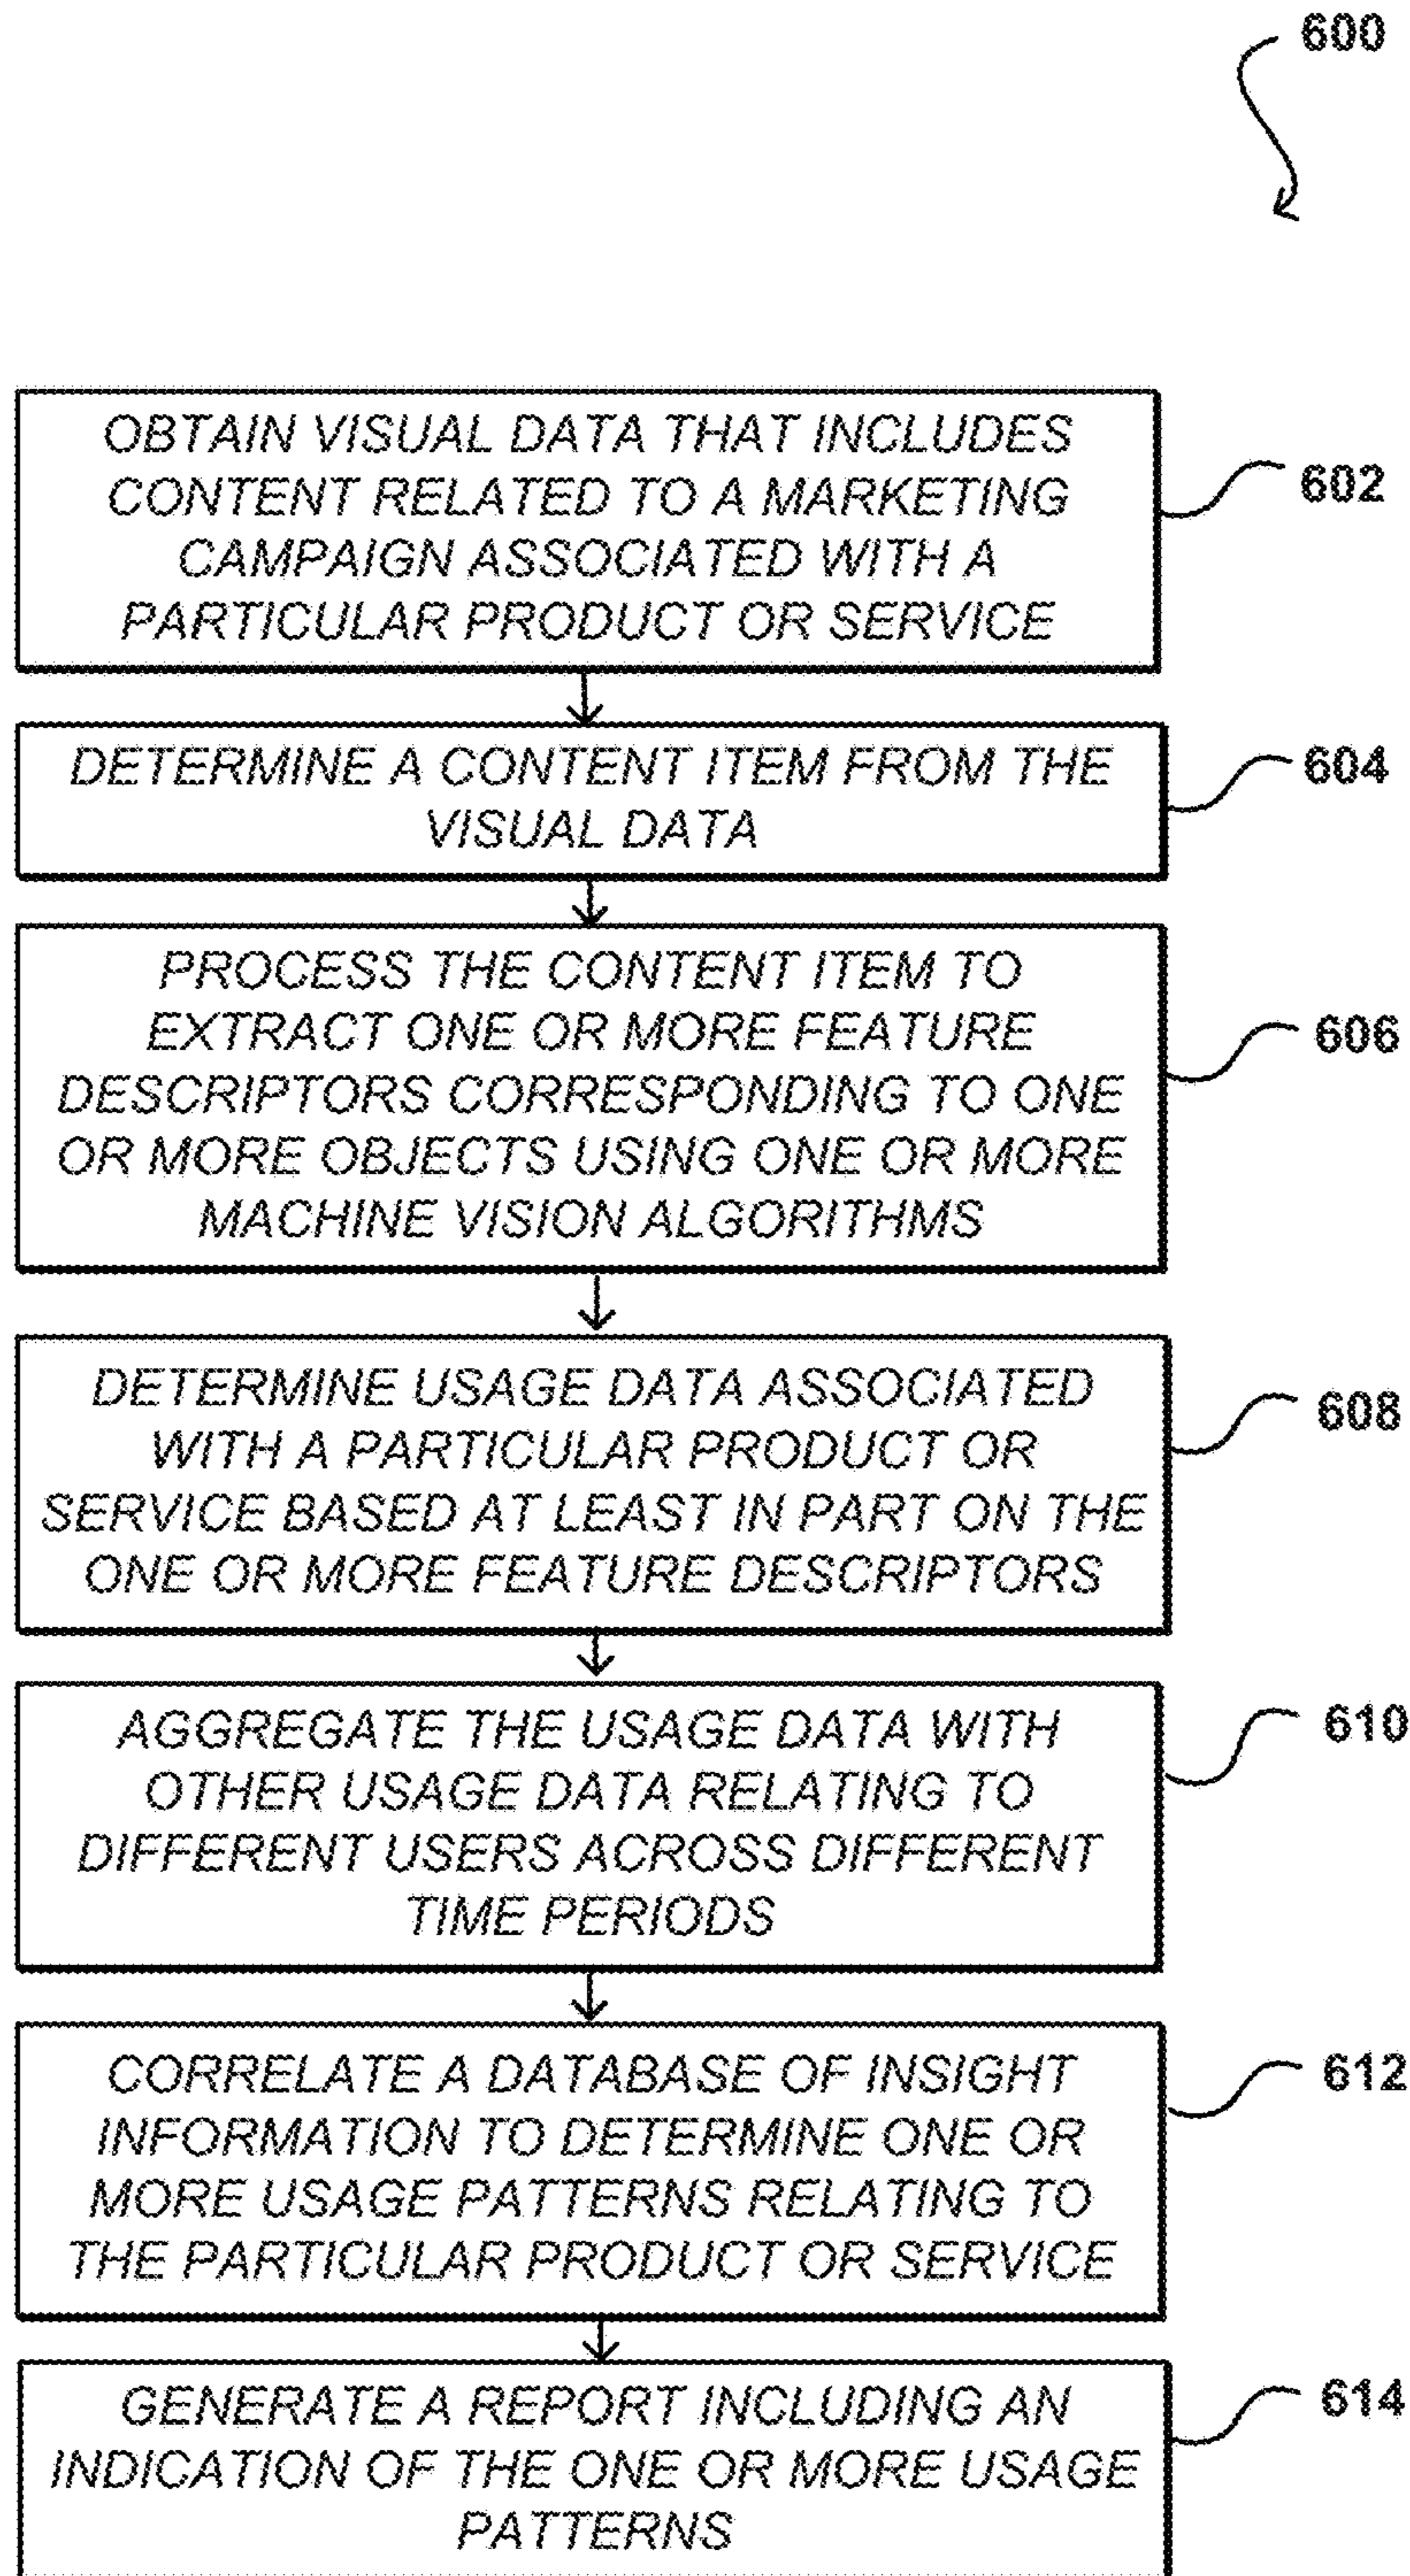 600
OBTAIN VISUAL DATA THAT INCLUDES
CONTENT RELATED TO A MARKETING
CAMPAIGN ASSOCIATED WITH A
PARTICULAR PRODUCT OR SERVICE
602
DETERMINE A CONTENT ITEM FROM THE
VISUAL DATA
604
PROCESS THE CONTENT ITEM TO
EXTRACT ONE OR MORE FEATURE
DESCRIPTORS CORRESPONDING TO ONE
OR MORE OBJECTS USING ONE OR MORE
MACHINE VISION ALGORITHMS
606
DETERMINE USAGE DATA ASSOCIATED
WITH A PARTICULAR PRODUCT OR
SERVICE BASED AT LEAST IN PART ON THE
ONE OR MORE FEATURE DESCRIPTORS
608
AGGREGATE THE USAGE DATA WITH
OTHER USAGE DATA RELATING TO
DIFFERENT USERS ACROSS DIFFERENT
TIME PERIODS
610
CORRELATE A DATABASE OF INSIGHT
INFORMATION TO DETERMINE ONE OR
MORE USAGE PATTERNS RELATING TO
THE PARTICULAR PRODUCT OR SERVICE
612
GENERATE A REPORT INCLUDING AN
INDICATION OF THE ONE OR MORE USAGE
PATTERNS
614